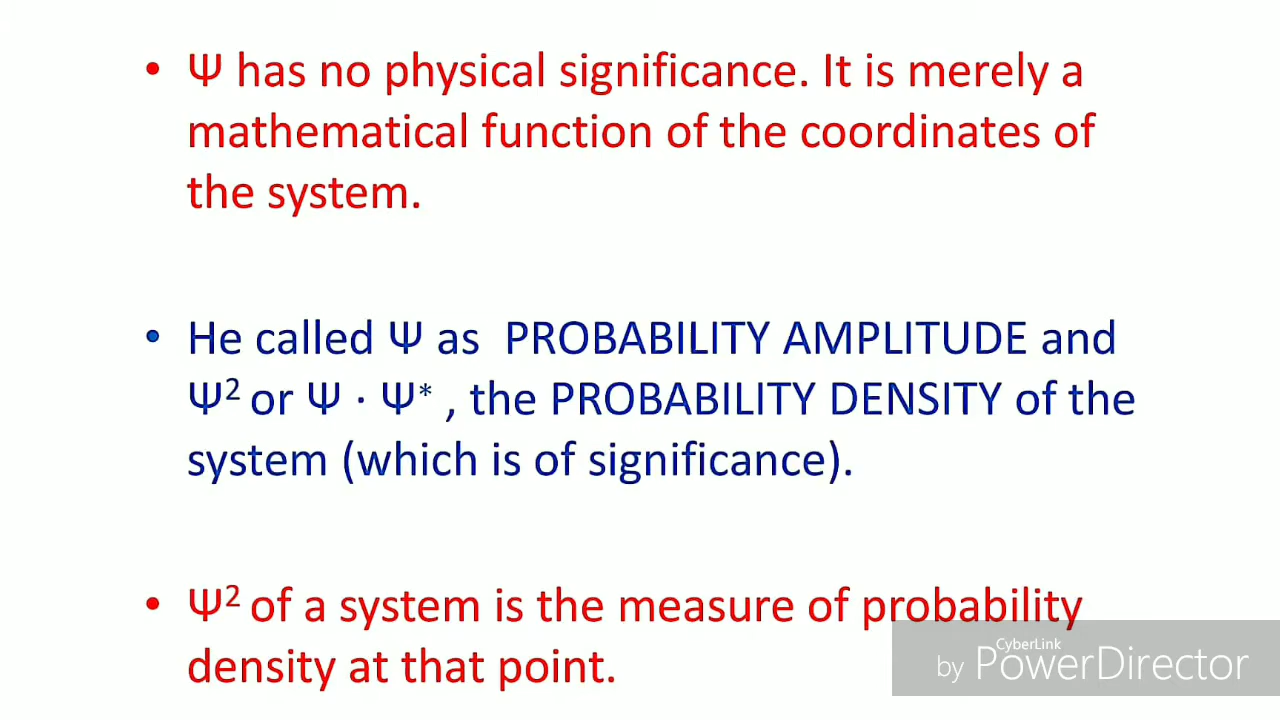 • Ψ has no physical significance. It is merely a
mathematical function of the coordinates of
the system.
• He called Ψ as PROBABILITY AMPLITUDE and
Ψ² or Ψ · Ψ* , the PROBABILITY DENSITY of the
system (which is of significance).
• Ψ² of a system is the measure of probability
density at that point.
CyberLink
by PowerDirector